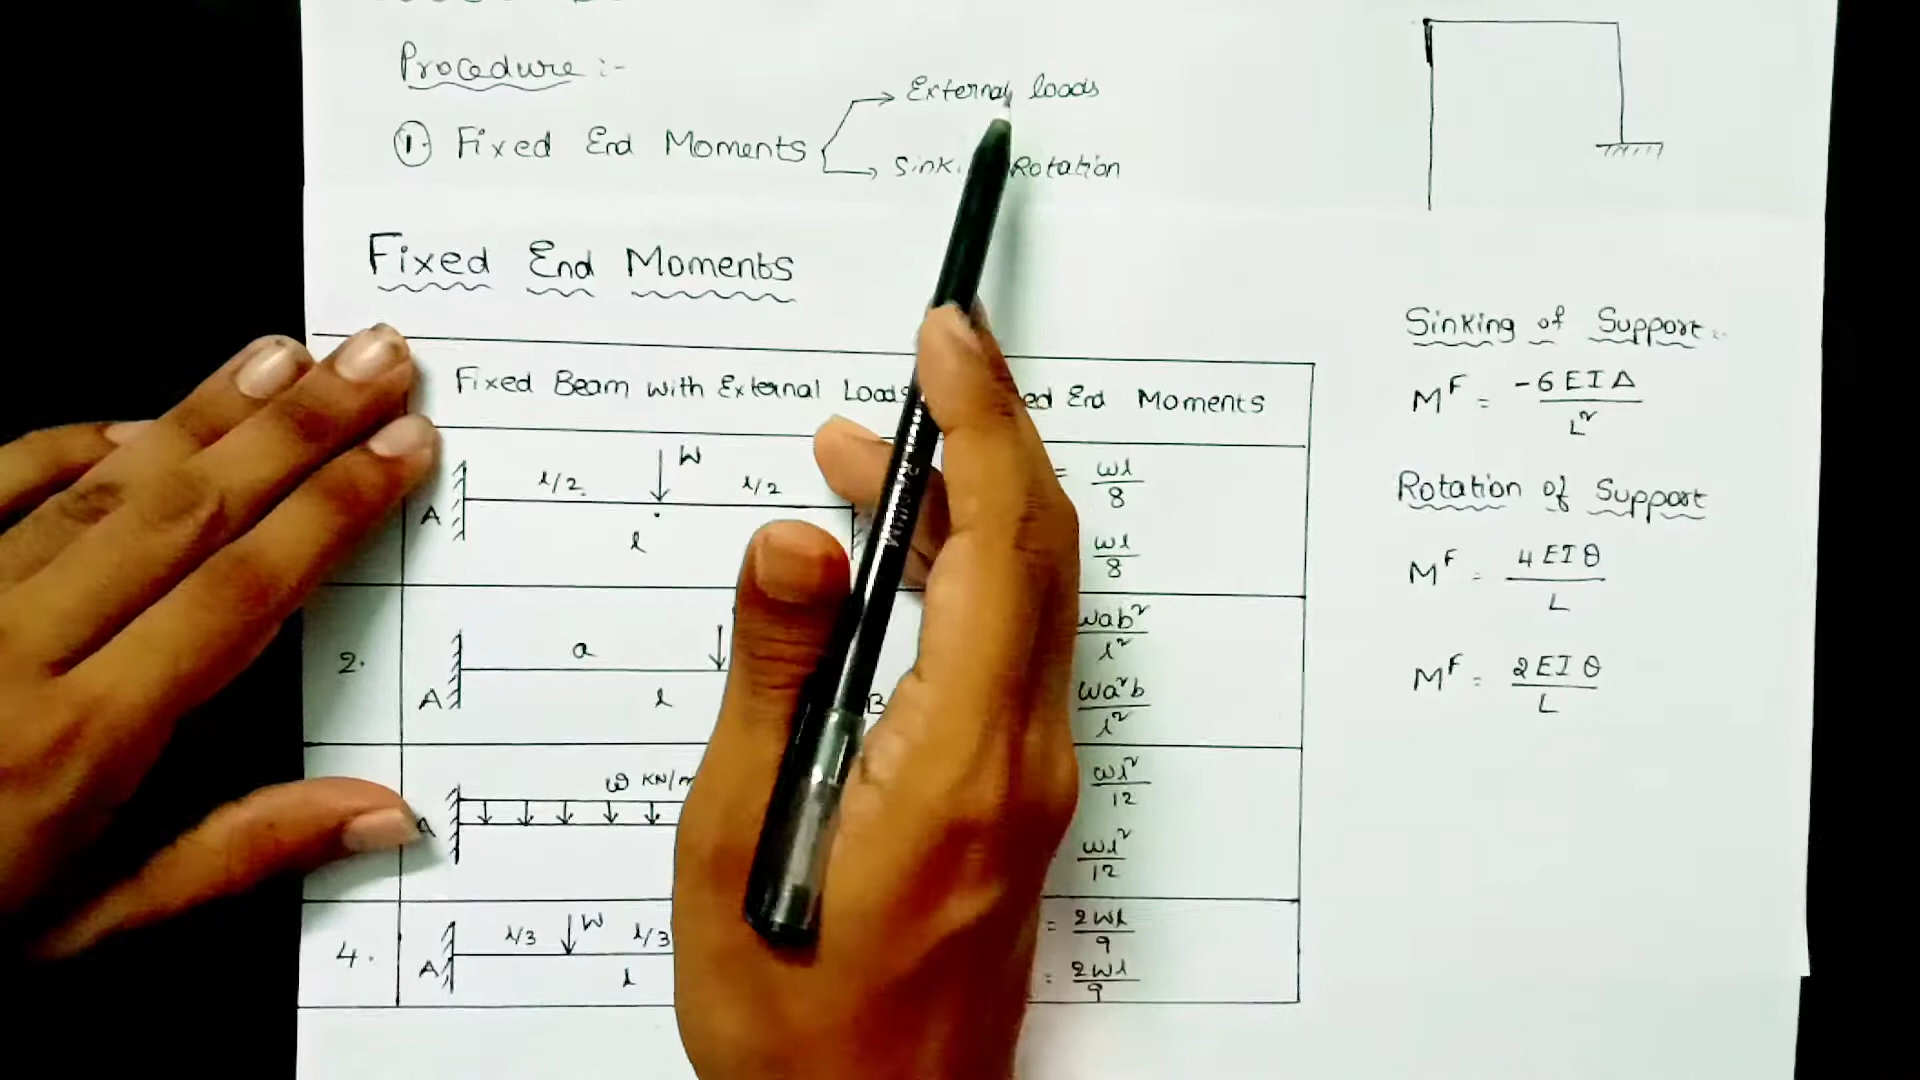 Procedure :-
External loads
① Fixed End Moments
Rotation
Fixed End Moments
Fixed Beam with External Loads End Moments
W
l/2 l/2
A
l
= wl/8
wl/8
2.
a
A
l
B
wab²/l²
wa²b/l²
w KN/
A
wl²/12
wl²/12
4.
l/3 W l/3
A
l
= 2wl/9
= 2wl/9
Sinking of Support:-
M^F = -6EIΔ/L²
Rotation of Support
M^F = 4EIθ/L
M^F = 2EIθ/L